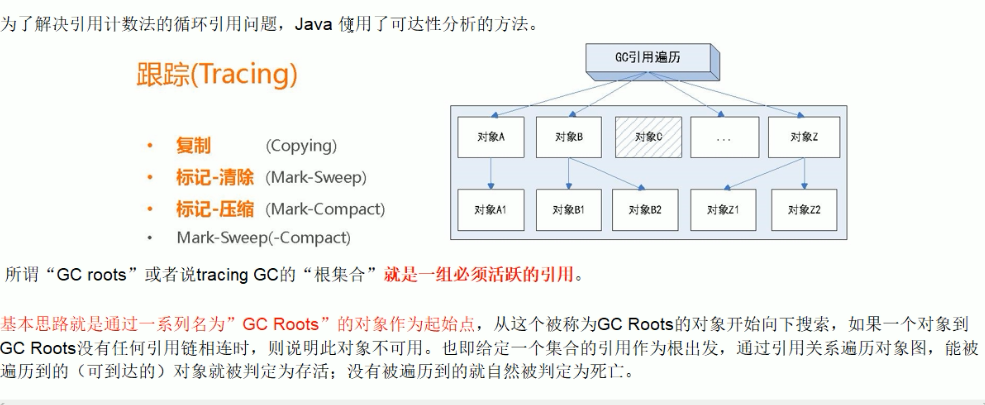 为了解决引用计数法的循环引用问题，Java 使用了可达性分析的方法。
跟踪(Tracing)
• 复制 (Copying)
• 标记-清除 (Mark-Sweep)
• 标记-压缩 (Mark-Compact)
• Mark-Sweep(-Compact)
GC引用遍历
对象A 对象B 对象C ... 对象Z
对象A1 对象B1 对象B2 对象Z1 对象Z2
所谓“GC roots”或者说tracing GC的“根集合”就是一组必须活跃的引用。
基本思路就是通过一系列名为”GC Roots”的对象作为起始点，从这个被称为GC Roots的对象开始向下搜索，如果一个对象到
GC Roots没有任何引用链相连时，则说明此对象不可用。也即给定一个集合的引用作为根出发，通过引用关系遍历对象图，能被
遍历到的（可到达的）对象就被判定为存活；没有被遍历到的就自然被判定为死亡。